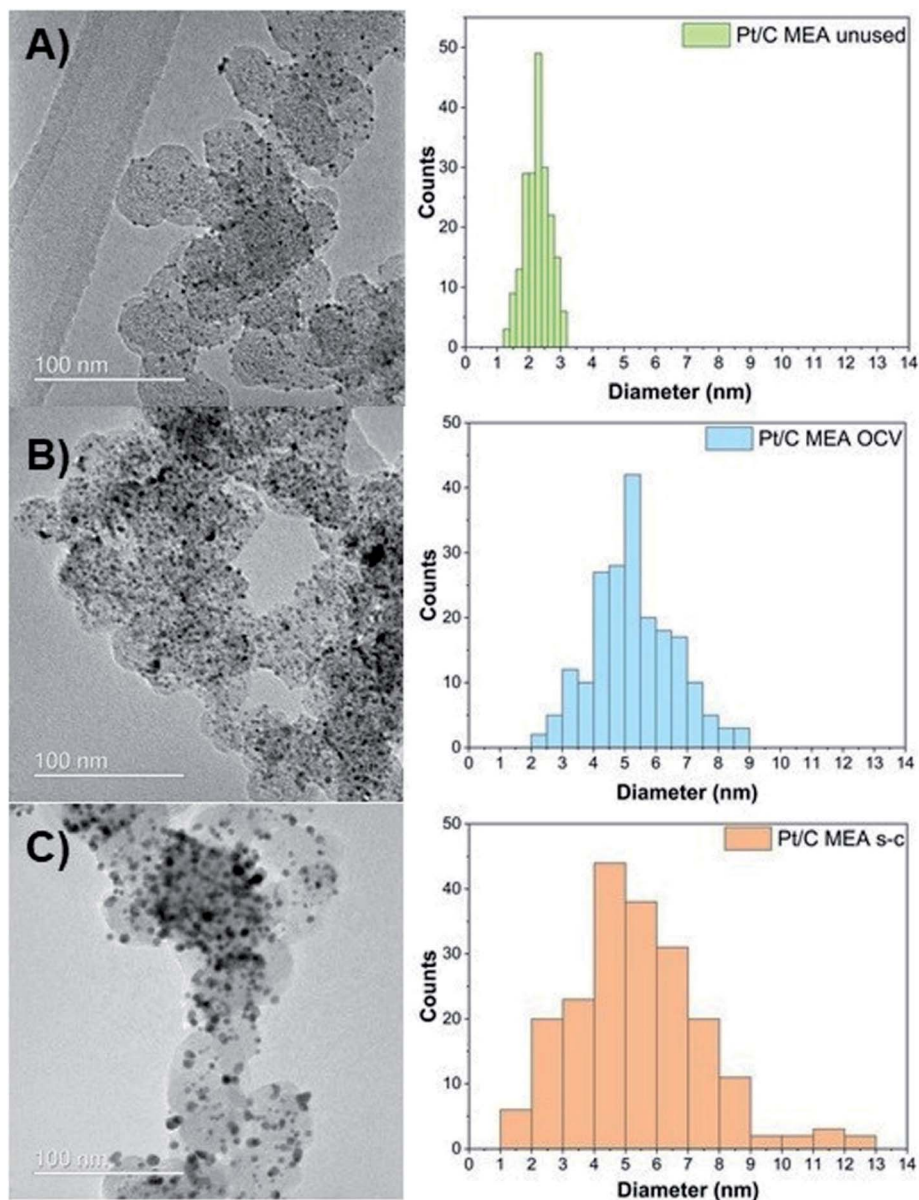 A)
100 nm
Pt/C MEA unused
Counts
50
40
30
20
10
0
0 1 2 3 4 5 6 7 8 9 10 11 12 13 14
Diameter (nm)
B)
100 nm
Pt/C MEA OCV
Counts
50
40
30
20
10
0
0 1 2 3 4 5 6 7 8 9 10 11 12 13 14
Diameter (nm)
C)
100 nm
Pt/C MEA s-c
Counts
50
40
30
20
10
0
0 1 2 3 4 5 6 7 8 9 10 11 12 13 14
Diameter (nm)